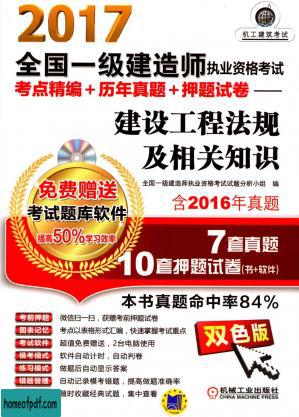 2017
机工建筑考试
全国一级建造师执业资格考试
考点精编+历年真题+押题试卷
建设工程法规
及相关知识
全国一级建造师执业资格考试试题分析小组 编
免费赠送
考试题库软件
提高50%学习效率
含2016年真题
7套真题
10套押题试卷(书+软件)
本书真题命中率84%
考前押题 微信扫一扫,获赠考前押题试卷
图表记忆 考点以表格形式汇编,快速掌握考试重点
考试软件 超值免费赠送,2台电脑使用
模考模式 软件自动计时,自动判卷
练习模式 做题后自动显示答案
错题管理 自动记录模考错题,提高做题准确率
随时收藏经典试题,集中查看
双色版
机械工业出版社
CHINA MACHINE PRESS
homeofpdf.com